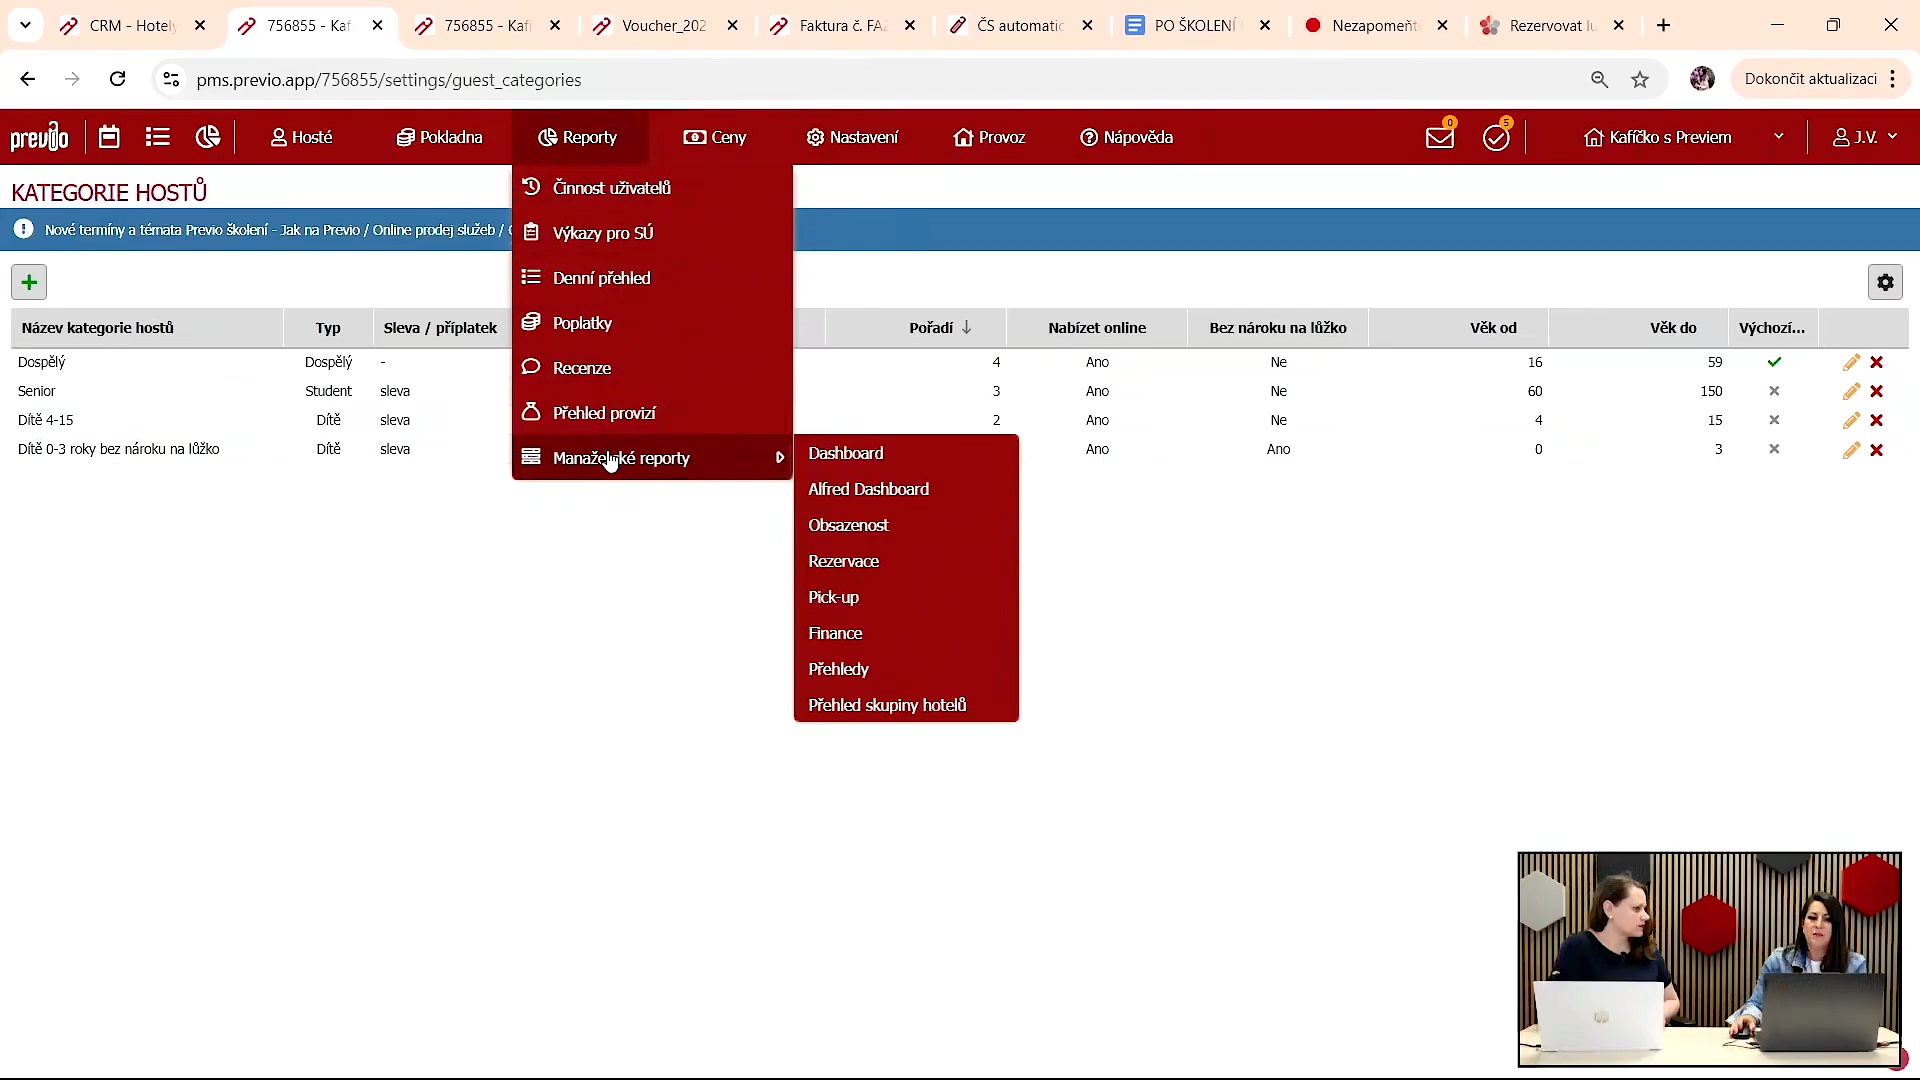 CRM - Hotely
756855 - Kaf
756855 - Kafí
Voucher_202
Faktura č. FAZ
ČS automatic
PO ŠKOLENÍ
Nezapomeňt
Rezervovat lu
pms.previo.app/756855/settings/guest_categories
Dokončit aktualizaci
previo
Hosté
Pokladna
Reporty
Ceny
Nastavení
Provoz
Nápověda
0
5
Kafíčko s Previem
J.V.
KATEGORIE HOSTŮ
Nové termíny a témata Previo školení - Jak na Previo / Online prodej služeb /
Činnost uživatelů
Výkazy pro SÚ
Denní přehled
Poplatky
Recenze
Přehled provizí
Manažerské reporty
Dashboard
Alfred Dashboard
Obsazenost
Rezervace
Pick-up
Finance
Přehledy
Přehled skupiny hotelů
Název kategorie hostů Typ Sleva / příplatek Pořadí Nabízet online Bez nároku na lůžko Věk od Věk do Výchozí...
Dospělý Dospělý - 4 Ano Ne 16 59
Senior Student sleva 3 Ano Ne 60 150
Dítě 4-15 Dítě sleva 2 Ano Ne 4 15
Dítě 0-3 roky bez nároku na lůžko Dítě sleva Ano Ano 0 3